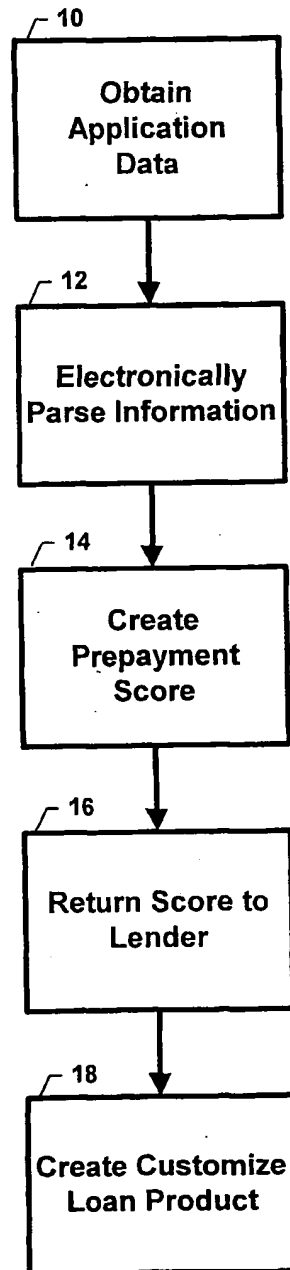 10
Obtain
Application
Data
12
Electronically
Parse Information
14
Create
Prepayment
Score
16
Return Score to
Lender
18
Create Customize
Loan Product